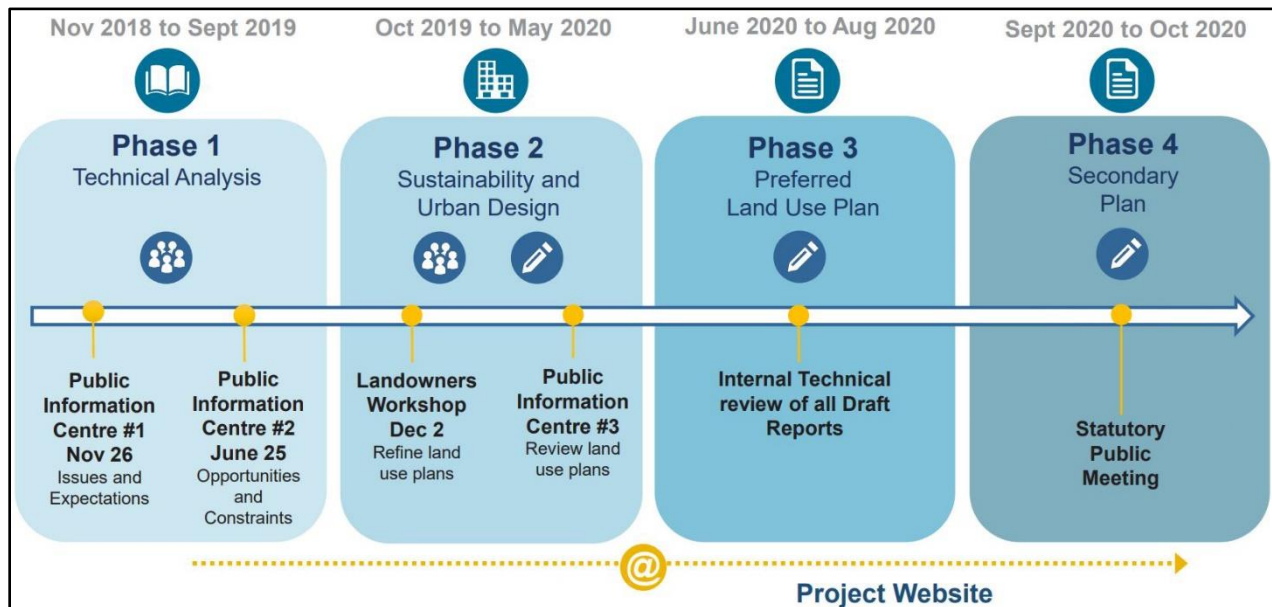 Nov 2018 to Sept 2019
Oct 2019 to May 2020
June 2020 to Aug 2020
Sept 2020 to Oct 2020
Phase 1
Technical Analysis
Phase 2
Sustainability and
Urban Design
Phase 3
Preferred
Land Use Plan
Phase 4
Secondary
Plan
Public
Information
Centre #1
Nov 26
Issues and
Expectations
Public
Information
Centre #2
June 25
Opportunities
and
Constraints
Landowners
Workshop
Dec 2
Refine land
use plans
Public
Information
Centre #3
Review land
use plans
Internal Technical
review of all Draft
Reports
Statutory
Public
Meeting
@
Project Website